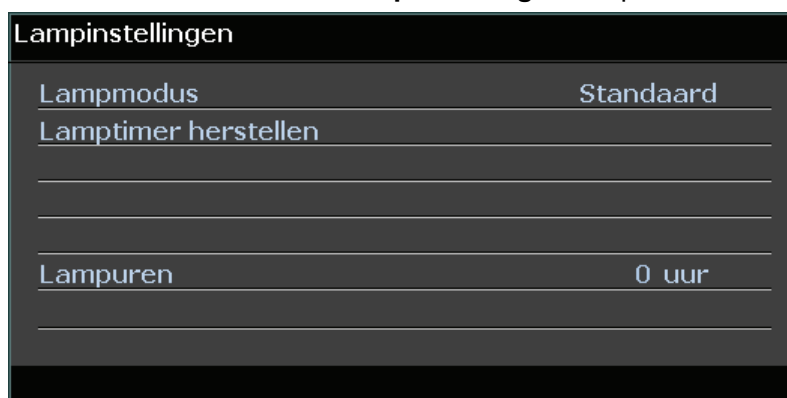 Lampinstellingen
Lampmodus Standaard
Lamptimer herstellen
Lampuren 0 uur